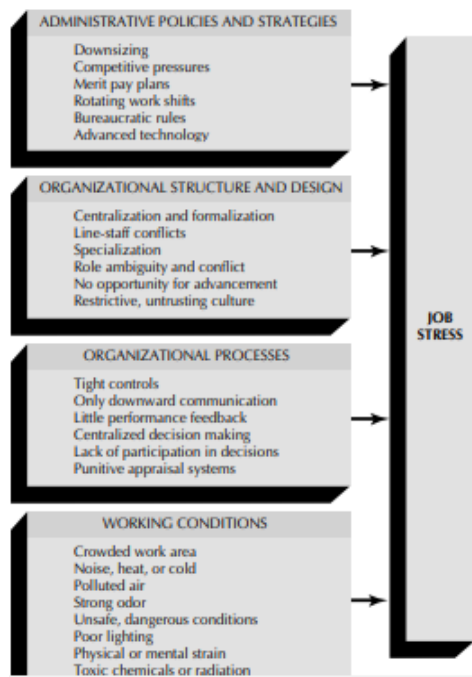 ADMINISTRATIVE POLICIES AND STRATEGIES
Downsizing
Competitive pressures
Merit pay plans
Rotating work shifts
Bureaucratic rules
Advanced technology
ORGANIZATIONAL STRUCTURE AND DESIGN
Centralization and formalization
Line-staff conflicts
Specialization
Role ambiguity and conflict
No opportunity for advancement
Restrictive, untrusting culture
ORGANIZATIONAL PROCESSES
Tight controls
Only downward communication
Little performance feedback
Centralized decision making
Lack of participation in decisions
Punitive appraisal systems
WORKING CONDITIONS
Crowded work area
Noise, heat, or cold
Polluted air
Strong odor
Unsafe, dangerous conditions
Poor lighting
Physical or mental strain
Toxic chemicals or radiation
JOB
STRESS